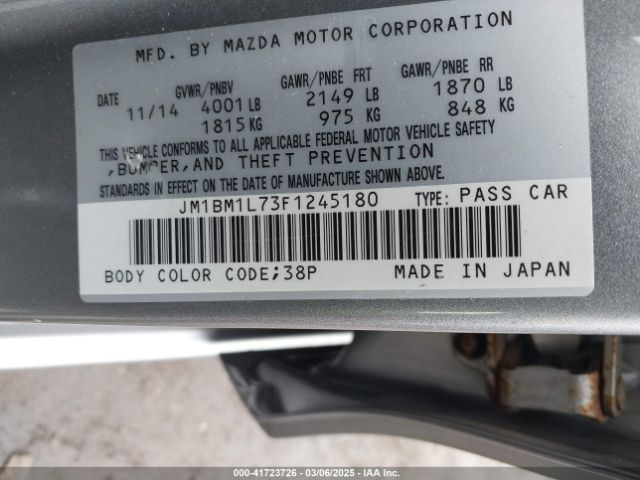 MFD. BY MAZDA MOTOR CORPORATION
DATE GVWR/PNBV GAWR/PNBE FRT GAWR/PNBE RR
11/14 4001 LB 2149 LB 1870 LB
1815 KG 975 KG 848 KG
THIS VEHICLE CONFORMS TO ALL APPLICABLE FEDERAL MOTOR VEHICLE SAFETY
,BUMPER,AND THEFT PREVENTION
STANDARDS IN EFFECT ON THE DATE OF MANUFACTURE SHOWN ABOVE.
JM1BM1L73F1245180 TYPE: PASS CAR
BODY COLOR CODE;38P MADE IN JAPAN
000-41723726 - 03/06/2025 - IAA Inc.